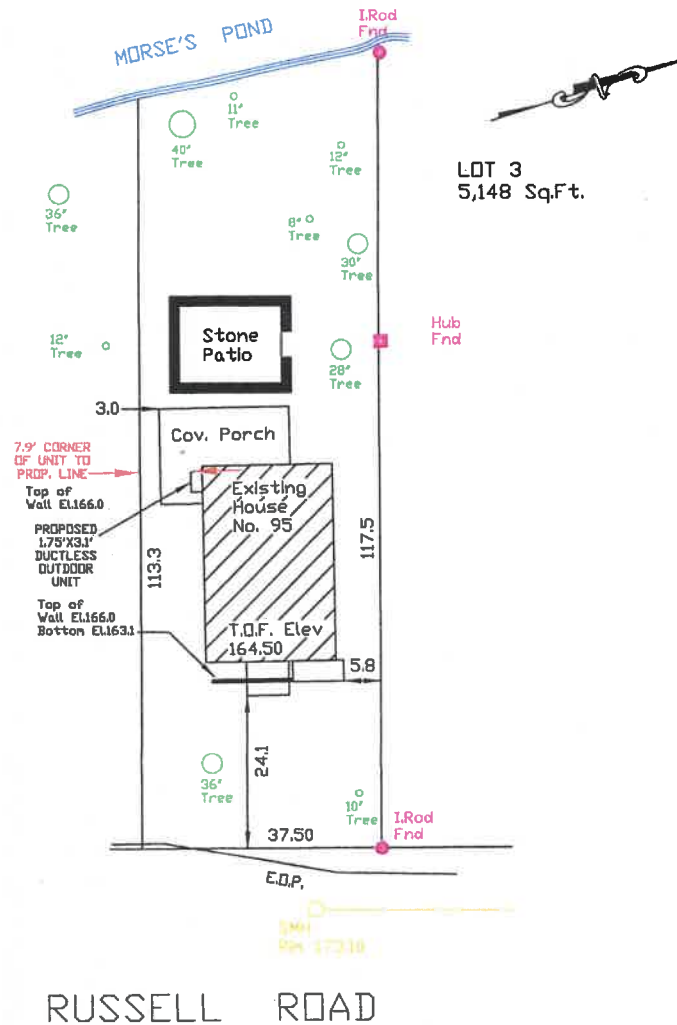 I.Rod
Fnd
MORSE'S POND
11"
Tree
40"
Tree
12"
Tree
LOT 3
5,148 Sq.Ft.
36"
Tree
8"
Tree
30"
Tree
Hub
Fnd
Stone
Patio
12"
Tree
28"
Tree
3.0
Cov. Porch
7.9' CORNER
OF UNIT TO
PROP. LINE
Top of
Wall El.166.0
Existing
House
No. 95
PROPOSED
1.75'X3.1'
DUCTLESS
OUTDOOR
UNIT
113.3
117.5
Top of
Wall El.166.0
Bottom El.163.1
T.O.F. Elev
164.50
5.8
24.1
36"
Tree
10"
Tree
I.Rod
Fnd
37.50
E.O.P.
SMH
RUSSELL ROAD